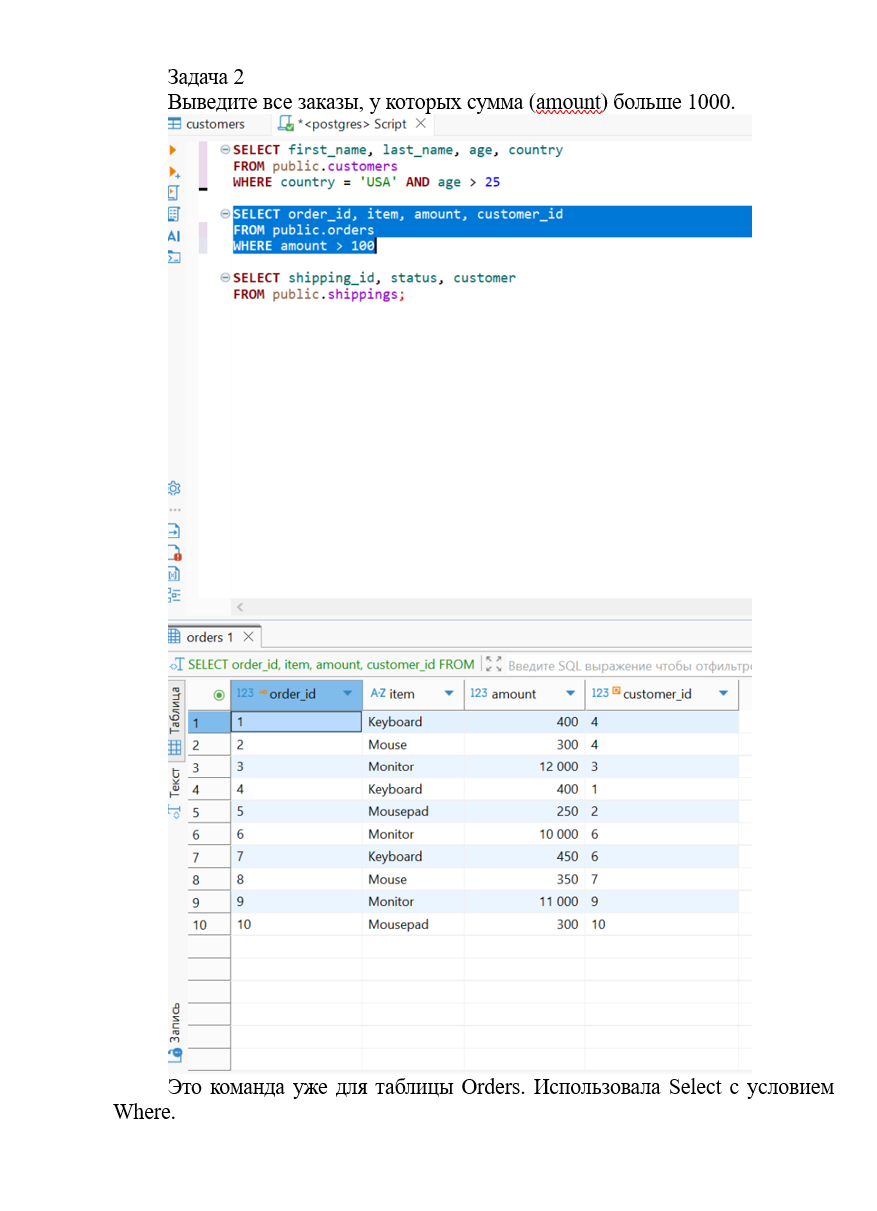 Задача 2
Выведите все заказы, у которых сумма (amount) больше 1000.
customers *<postgres> Script
SELECT first_name, last_name, age, country
FROM public.customers
WHERE country = 'USA' AND age > 25
SELECT order_id, item, amount, customer_id
FROM public.orders
WHERE amount > 100
AI
SELECT shipping_id, status, customer
FROM public.shippings;
orders 1
SELECT order_id, item, amount, customer_id FROM Введите SQL выражение чтобы отфильтр
Таблица
Текст
Запись
123 order_id A-Z item 123 amount 123 customer_id
1 1 Keyboard 400 4
2 2 Mouse 300 4
3 3 Monitor 12 000 3
4 4 Keyboard 400 1
5 5 Mousepad 250 2
6 6 Monitor 10 000 6
7 7 Keyboard 450 6
8 8 Mouse 350 7
9 9 Monitor 11 000 9
10 10 Mousepad 300 10
Это команда уже для таблицы Orders. Использовала Select с условием
Where.